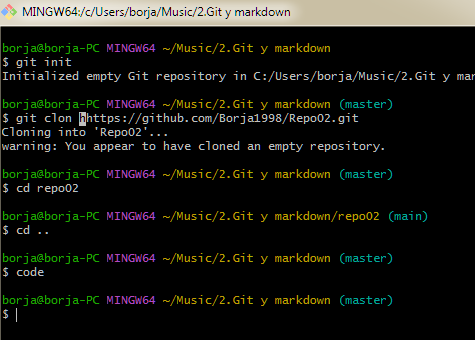 MINGW64:/c/Users/borja/Music/2.Git y markdown
borja@borja-PC MINGW64 ~/Music/2.Git y markdown
$ git init
Initialized empty Git repository in C:/Users/borja/Music/2.Git y mar
borja@borja-PC MINGW64 ~/Music/2.Git y markdown (master)
$ git clon hhttps://github.com/Borja1998/Repo02.git
Cloning into 'Repo02'...
warning: You appear to have cloned an empty repository.
borja@borja-PC MINGW64 ~/Music/2.Git y markdown (master)
$ cd repo02
borja@borja-PC MINGW64 ~/Music/2.Git y markdown/repo02 (main)
$ cd ..
borja@borja-PC MINGW64 ~/Music/2.Git y markdown (master)
$ code
borja@borja-PC MINGW64 ~/Music/2.Git y markdown (master)
$